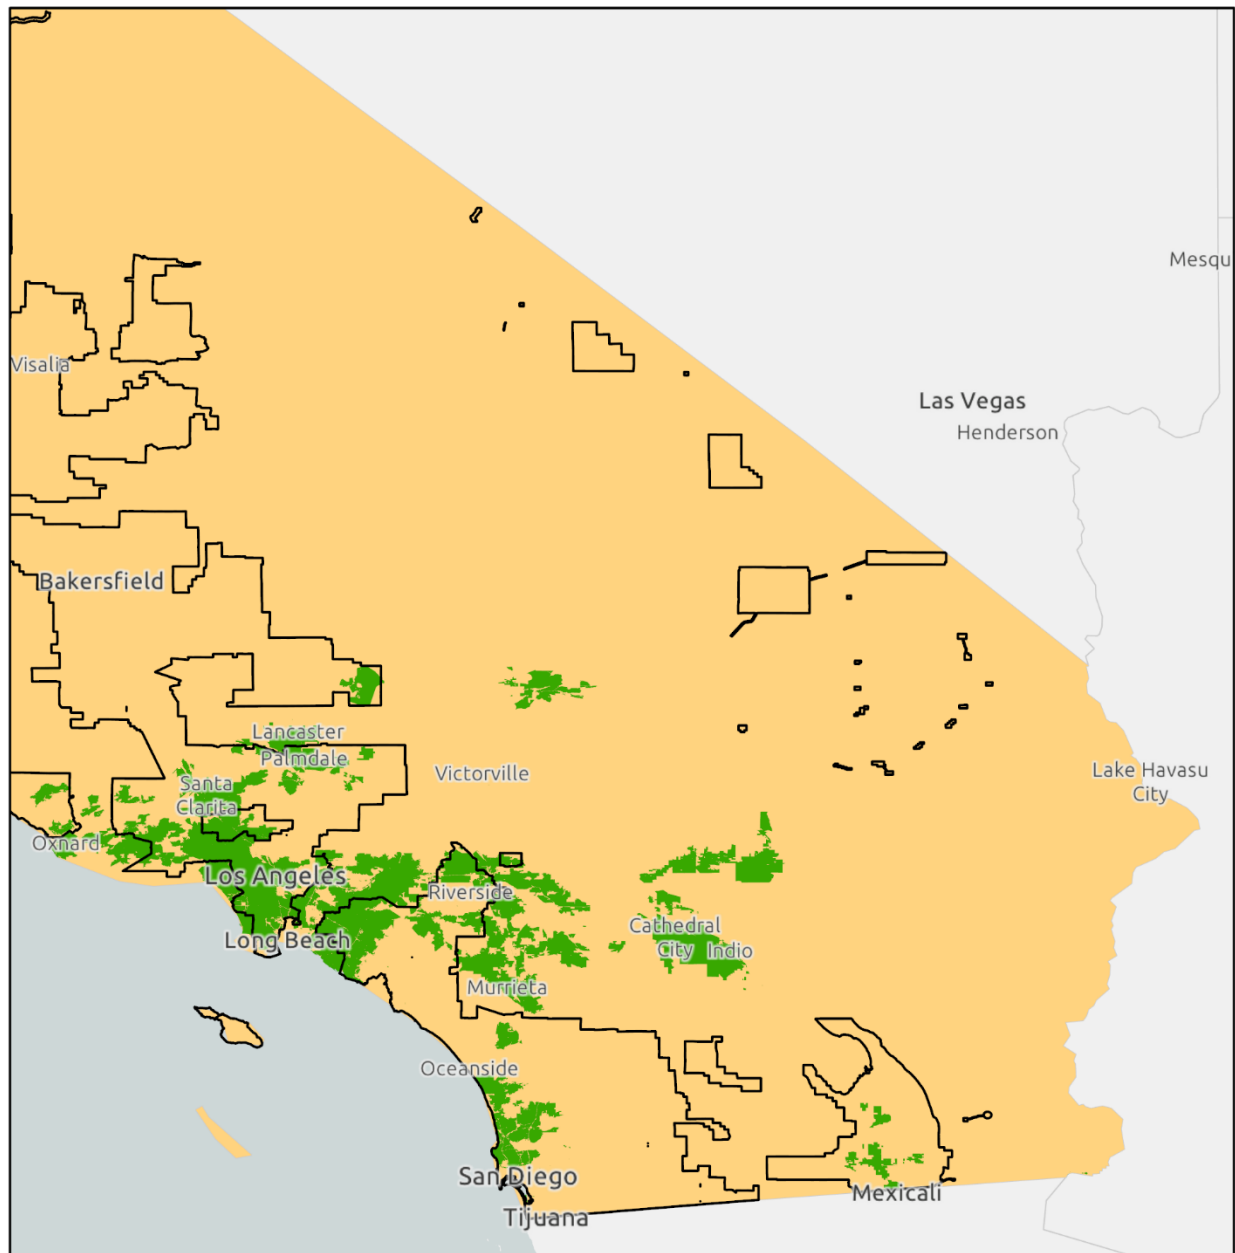 Mesqu
Visalia
Las Vegas
Henderson
Bakersfield
Lancaster
Palmdale
Victorville
Santa
Clarita
Lake Havasu
City
Oxnard
Los Angeles
Riverside
Long Beach
Cathedral
City
Indio
Murrieta
Oceanside
San Diego
Mexicali
Tijuana